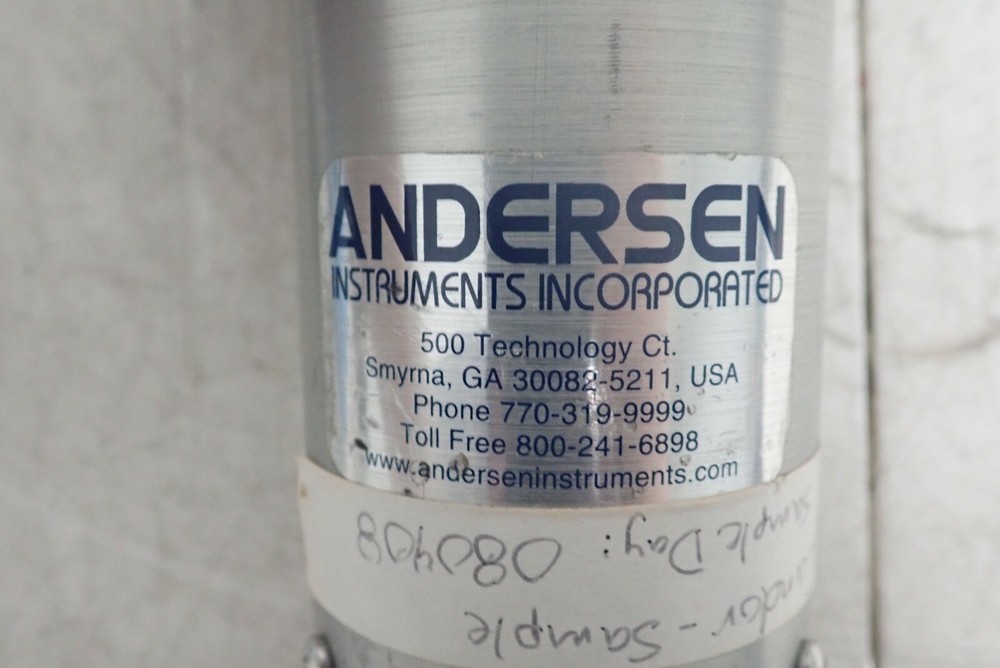 ANDERSEN
INSTRUMENTS INCORPORATED
500 Technology Ct.
Smyrna, GA 30082-5211, USA
Phone 770-319-9999
Toll Free 800-241-6898
www.anderseninstruments.com
- Sample
Sample Day: 080408